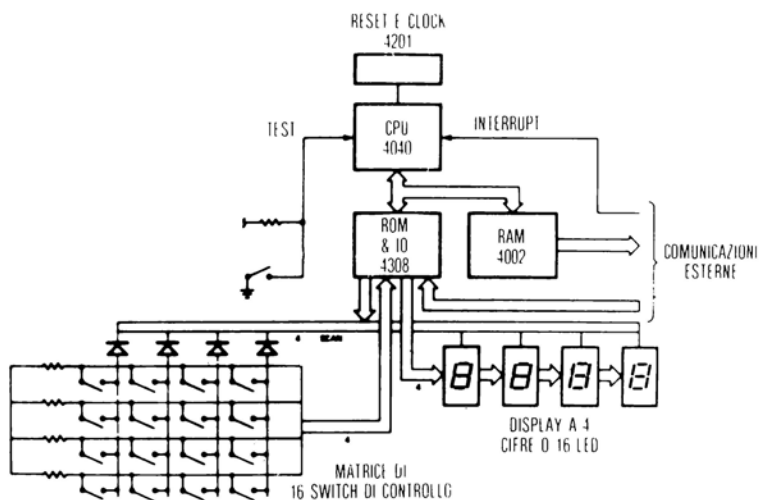 RESET E CLOCK
4201
CPU
4040
TEST
INTERRUPT
ROM
& IO
4308
RAM
4002
COMUNICAZIONI
ESTERNE
4 SCAN
4
4
DISPLAY A 4
CIFRE O 16 LED
MATRICE DI
16 SWITCH DI CONTROLLO